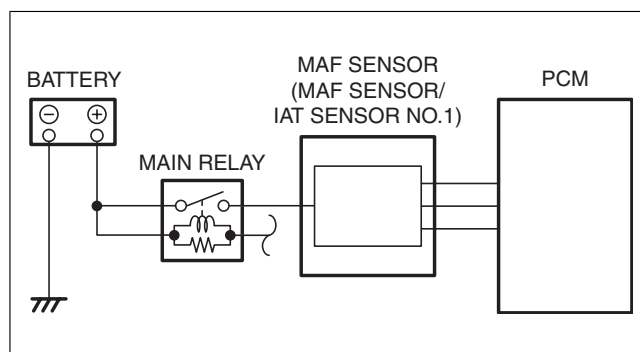 BATTERY
MAF SENSOR
(MAF SENSOR/
IAT SENSOR NO.1)
PCM
MAIN RELAY